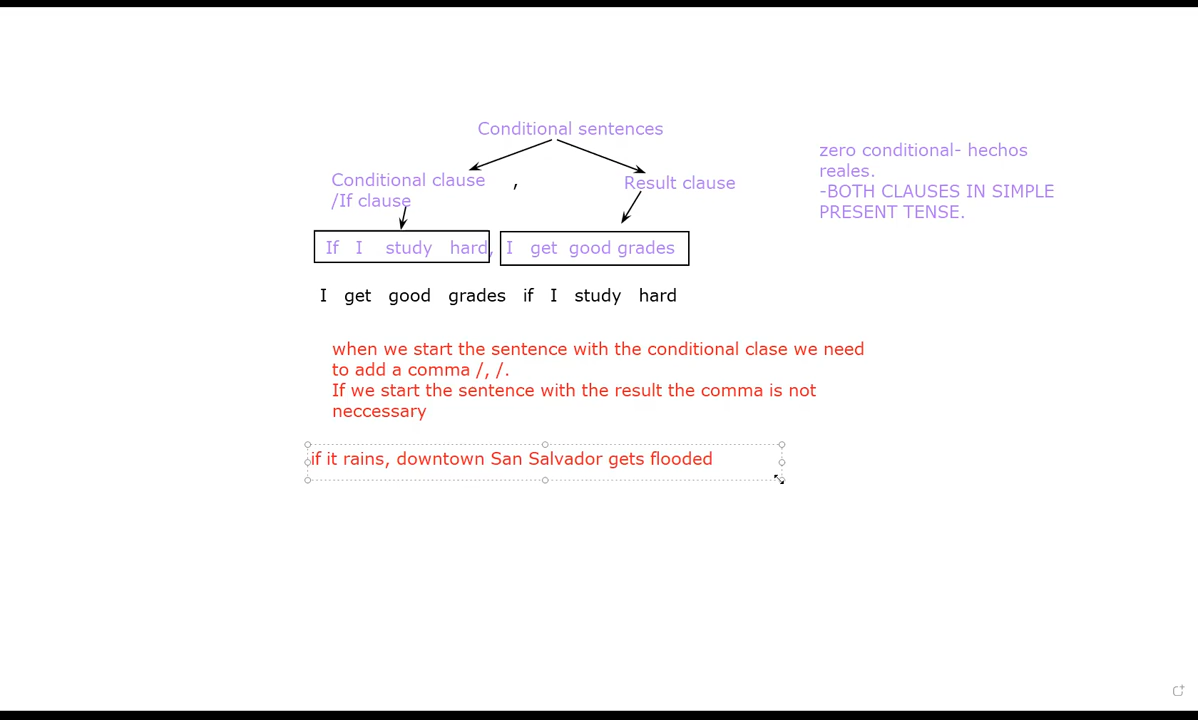 Conditional sentences
zero conditional- hechos
reales.
-BOTH CLAUSES IN SIMPLE
PRESENT TENSE.
Conditional clause , Result clause
/If clause
If I study hard, I get good grades
I get good grades if I study hard
when we start the sentence with the conditional clase we need
to add a comma /, /.
If we start the sentence with the result the comma is not
neccessary
if it rains, downtown San Salvador gets flooded